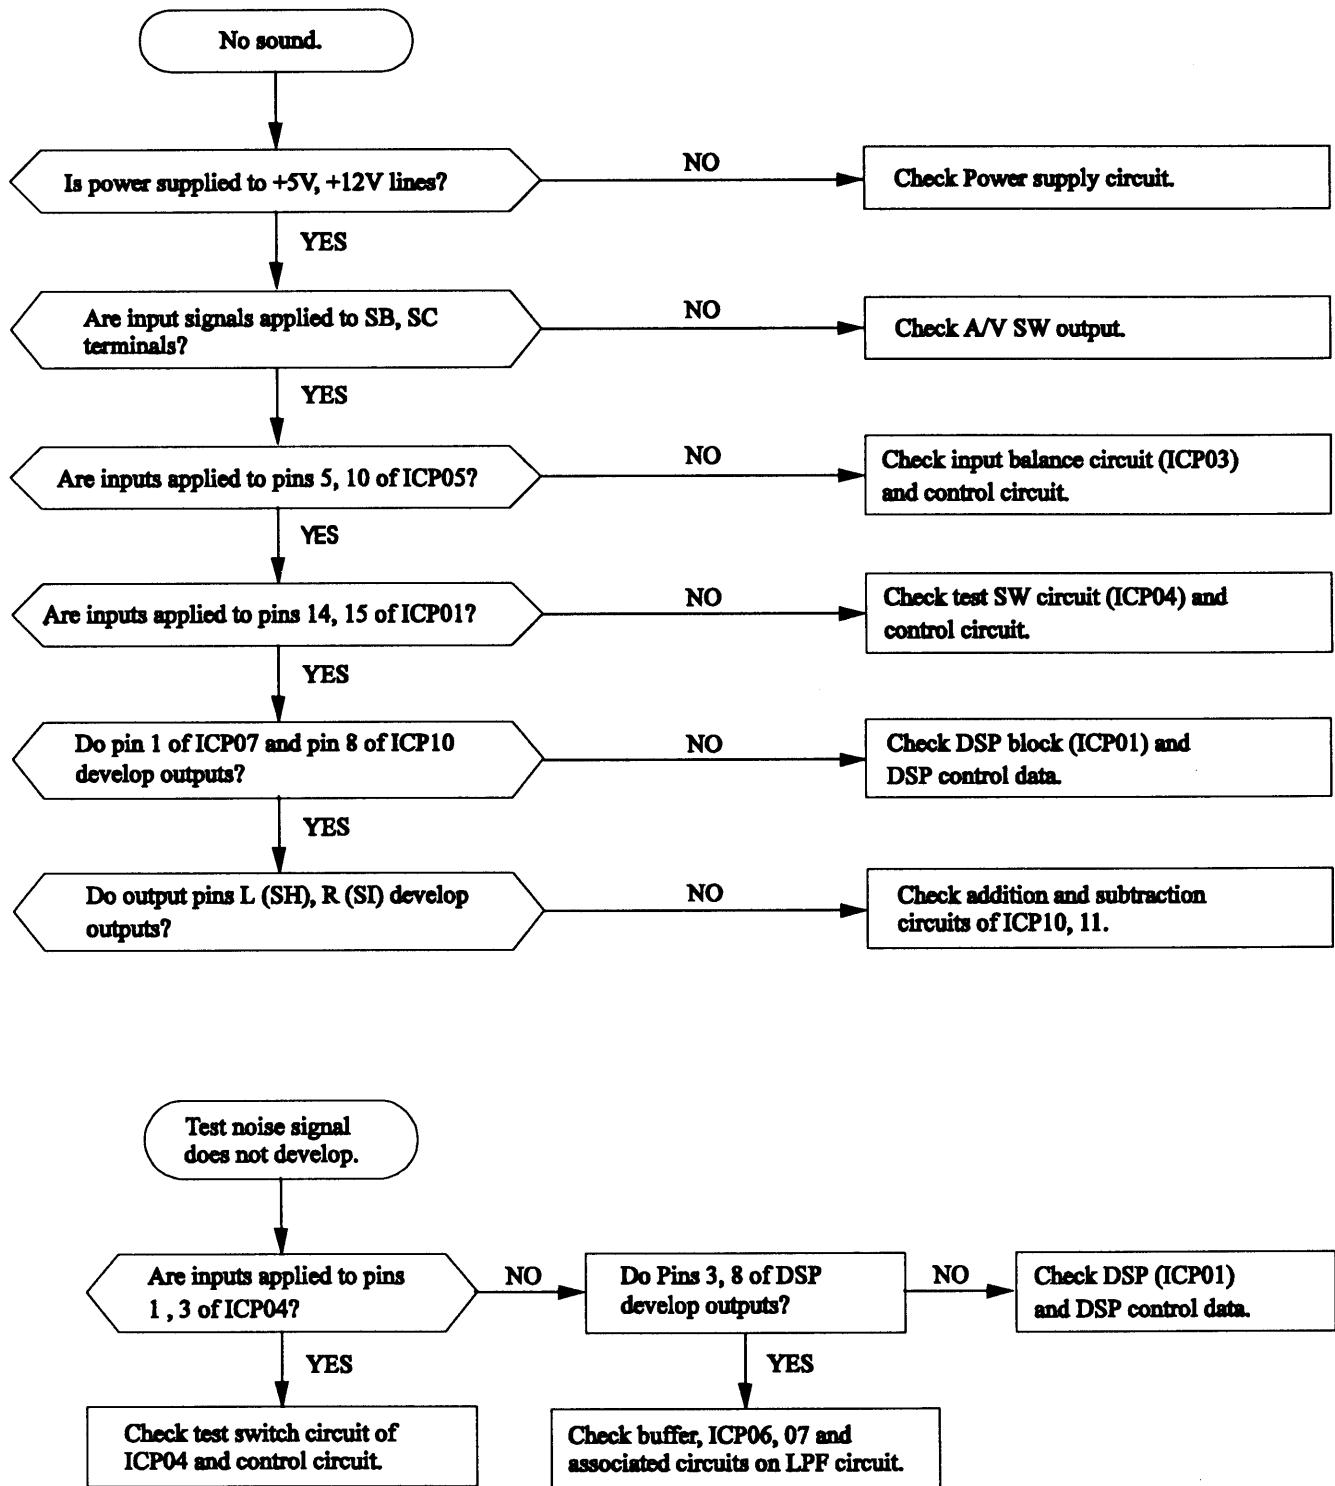 No sound.
Is power supplied to +5V, +12V lines?
NO
Check Power supply circuit.
YES
Are input signals applied to SB, SC
terminals?
NO
Check A/V SW output.
YES
Are inputs applied to pins 5, 10 of ICP05?
NO
Check input balance circuit (ICP03)
and control circuit.
YES
Are inputs applied to pins 14, 15 of ICP01?
NO
Check test SW circuit (ICP04) and
control circuit.
YES
Do pin 1 of ICP07 and pin 8 of ICP10
develop outputs?
NO
Check DSP block (ICP01) and
DSP control data.
YES
Do output pins L (SH), R (SI) develop
outputs?
NO
Check addition and subtraction
circuits of ICP10, 11.
Test noise signal
does not develop.
Are inputs applied to pins
1 , 3 of ICP04?
NO
Do Pins 3, 8 of DSP
develop outputs?
NO
Check DSP (ICP01)
and DSP control data.
YES
YES
Check test switch circuit of
ICP04 and control circuit.
Check buffer, ICP06, 07 and
associated circuits on LPF circuit.